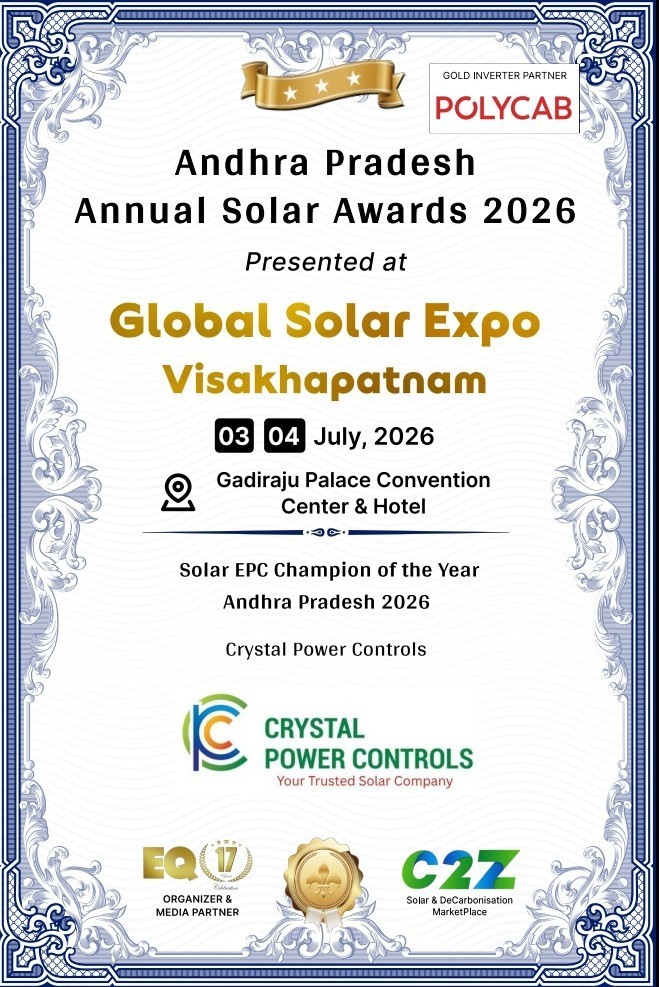 GOLD INVERTER PARTNER
POLYCAB
Andhra Pradesh
Annual Solar Awards 2026
Presented at
Global Solar Expo
Visakhapatnam
03 04 July, 2026
Gadiraju Palace Convention
Center & Hotel
Solar EPC Champion of the Year
Andhra Pradesh 2026
Crystal Power Controls
CRYSTAL
POWER CONTROLS
Your Trusted Solar Company
EQ 17
Years
Celebration
ORGANIZER &
MEDIA PARTNER
C2Z
Solar & DeCarbonisation
MarketPlace